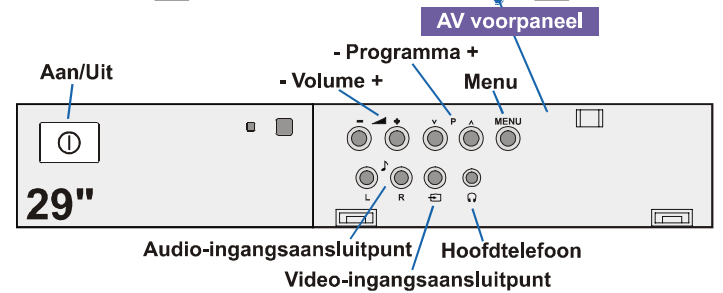 AV voorpaneel
- Programma +
Aan/Uit
- Volume +
Menu
- + v P ʌ MENU
29"
L R
Audio-ingangsaansluitpunt
Hoofdtelefoon
Video-ingangsaansluitpunt